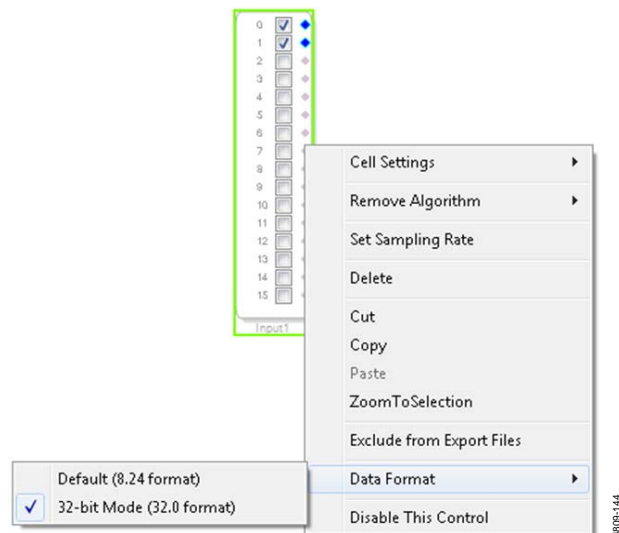 0
1
2
3
4
5
6
7
8
9
10
11
12
13
14
15
Input1
Cell Settings
Remove Algorithm
Set Sampling Rate
Delete
Cut
Copy
Paste
ZoomToSelection
Exclude from Export Files
Data Format
Disable This Control
Default (8.24 format)
32-bit Mode (32.0 format)